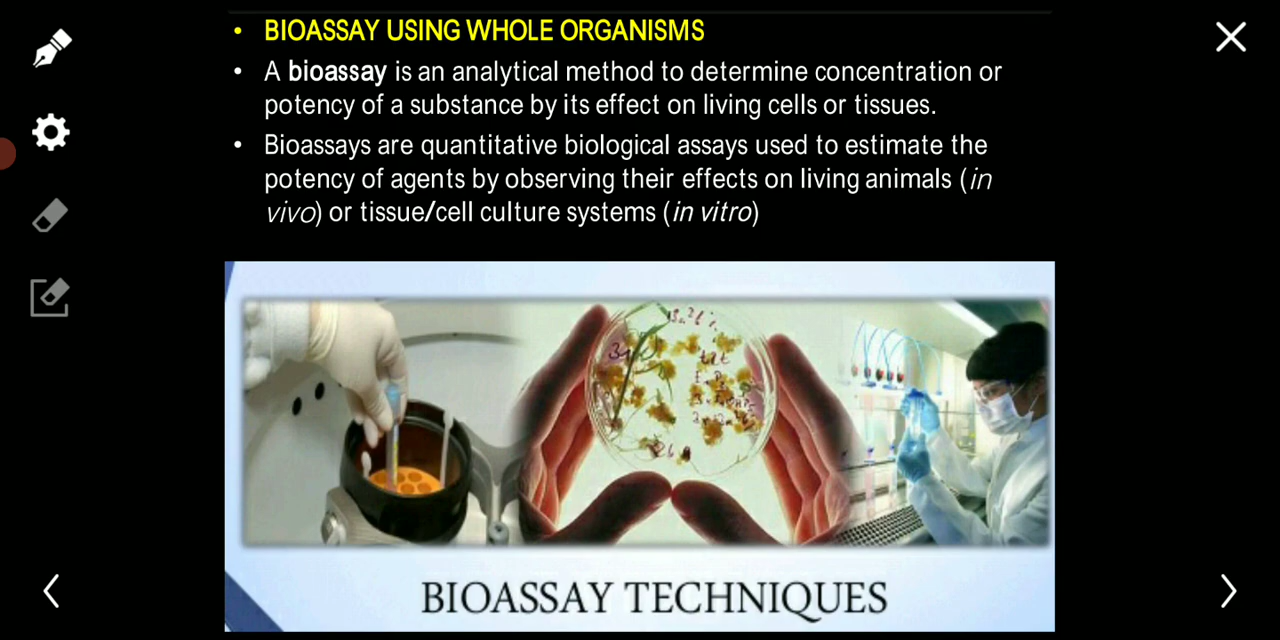 • BIOASSAY USING WHOLE ORGANISMS
• A bioassay is an analytical method to determine concentration or
potency of a substance by its effect on living cells or tissues.
• Bioassays are quantitative biological assays used to estimate the
potency of agents by observing their effects on living animals (in
vivo) or tissue/cell culture systems (in vitro)
BIOASSAY TECHNIQUES